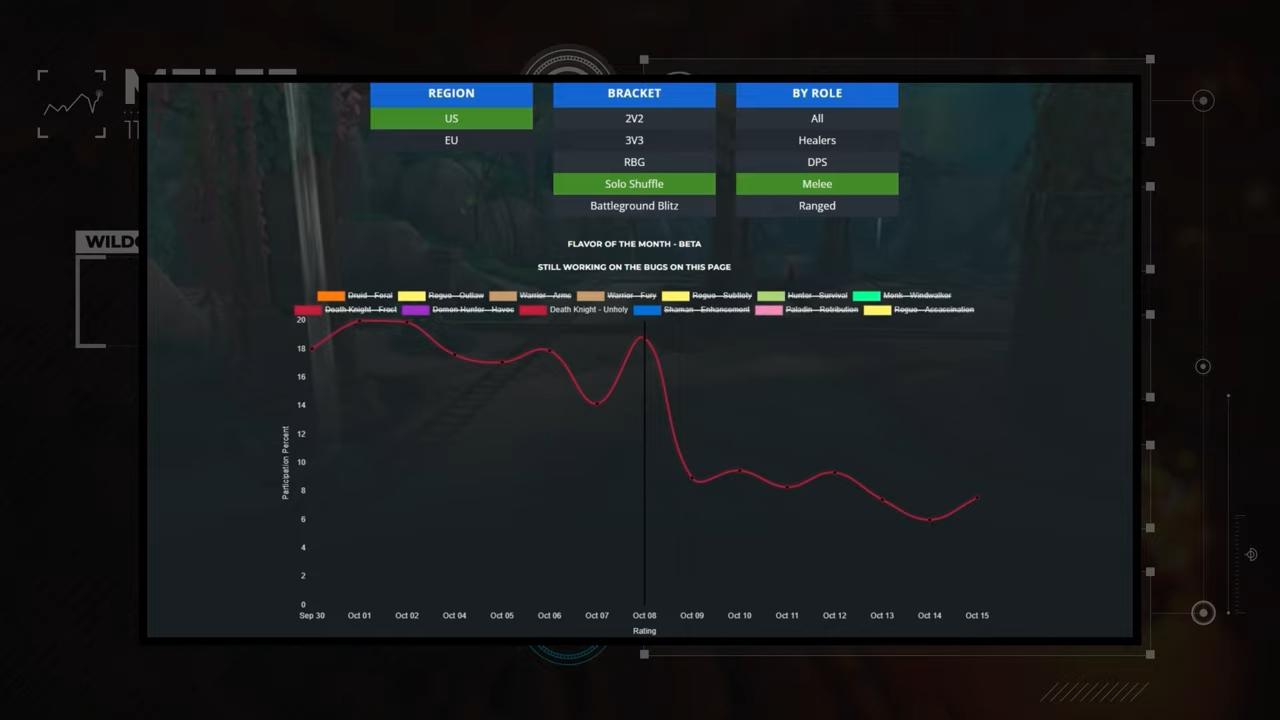 REGION BRACKET BY ROLE
US 2V2 All
EU 3V3 Healers
RBG DPS
Solo Shuffle Melee
Battleground Blitz Ranged
WILD
FLAVOR OF THE MONTH - BETA
STILL WORKING ON THE BUGS ON THIS PAGE
Druid - Feral Rogue - Outlaw Warrior - Arms Warrior - Fury Rogue - Subtlety Hunter - Survival Monk - Windwalker
Death Knight - Frost Demon Hunter - Havoc Death Knight - Unholy Shaman - Enhancement Paladin - Retribution Rogue - Assassination
20
18
16
14
12
10
8
6
4
2
0
Participation Percent
Sep 30 Oct 01 Oct 02 Oct 04 Oct 05 Oct 06 Oct 07 Oct 08 Oct 09 Oct 10 Oct 11 Oct 12 Oct 13 Oct 14 Oct 15
Rating